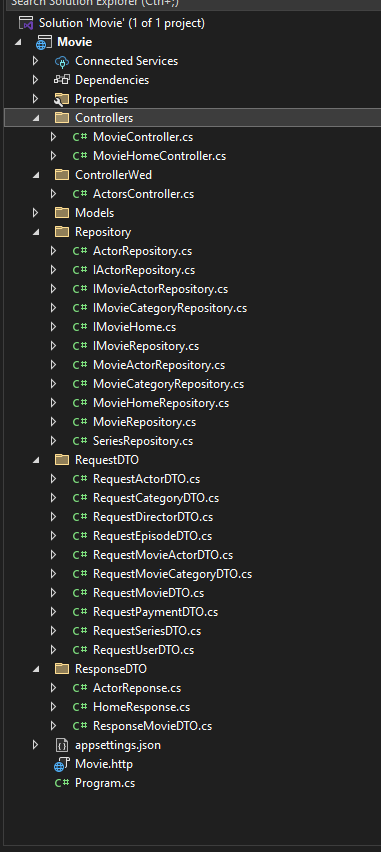 Search Solution Explorer (Ctrl+;)
Solution 'Movie' (1 of 1 project)
Movie
Connected Services
Dependencies
Properties
Controllers
C# MovieController.cs
C# MovieHomeController.cs
ControllerWed
C# ActorsController.cs
Models
Repository
C# ActorRepository.cs
C# IActorRepository.cs
C# IMovieActorRepository.cs
C# IMovieCategoryRepository.cs
C# IMovieHome.cs
C# IMovieRepository.cs
C# MovieActorRepository.cs
C# MovieCategoryRepository.cs
C# MovieHomeRepository.cs
C# MovieRepository.cs
C# SeriesRepository.cs
RequestDTO
C# RequestActorDTO.cs
C# RequestCategoryDTO.cs
C# RequestDirectorDTO.cs
C# RequestEpisodeDTO.cs
C# RequestMovieActorDTO.cs
C# RequestMovieCategoryDTO.cs
C# RequestMovieDTO.cs
C# RequestPaymentDTO.cs
C# RequestSeriesDTO.cs
C# RequestUserDTO.cs
ResponseDTO
C# ActorReponse.cs
C# HomeResponse.cs
C# ResponseMovieDTO.cs
appsettings.json
Movie.http
C# Program.cs